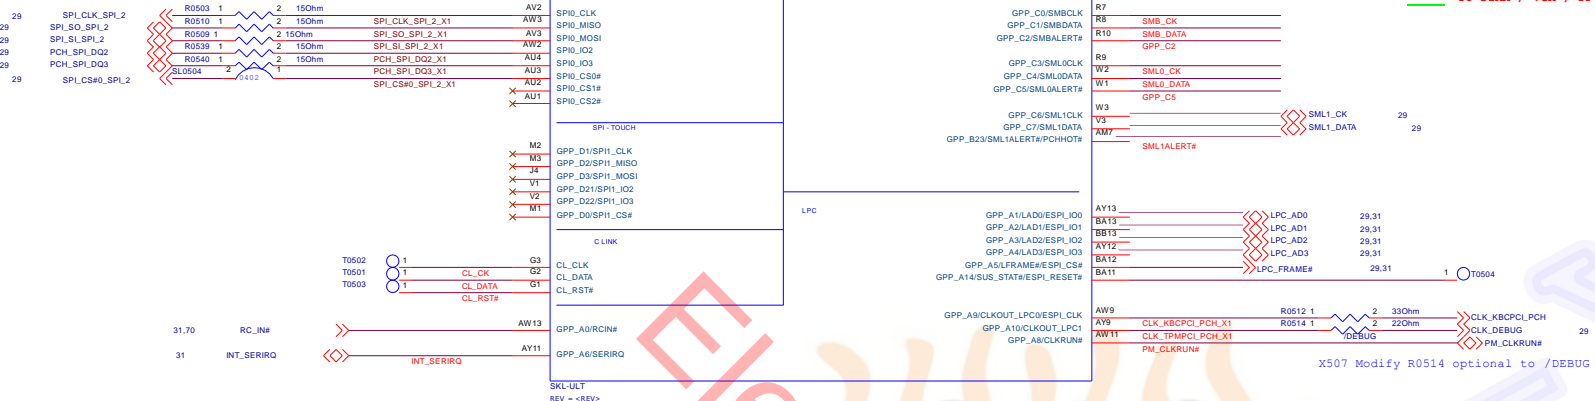 29 SPI_CLK_SPI_2 R0503 1 2 15Ohm AV2 SPI0_CLK
29 SPI_SO_SPI_2 R0510 1 2 15Ohm SPI_CLK_SPI_2_X1 AW3 SPI0_MISO
29 SPI_SI_SPI_2 R0509 1 2 15Ohm SPI_SO_SPI_2_X1 AV3 SPI0_MOSI
29 PCH_SPI_DQ2 R0539 1 2 15Ohm SPI_SI_SPI_2_X1 AW2 SPI0_IO2
29 PCH_SPI_DQ3 R0540 1 2 15Ohm PCH_SPI_DQ2_X1 AU4 SPI0_IO3
SL0504 2 1 PCH_SPI_DQ3_X1 AU3 SPI0_CS0#
29 SPI_CS#0_SPI_2 0402 SPI_CS#0_SPI_2_X1 AU2 SPI0_CS1#
AU1 SPI0_CS2#
GPP_C0/SMBCLK R7
GPP_C1/SMBDATA R8 SMB_CK
GPP_C2/SMBALERT# R10 SMB_DATA
GPP_C2
GPP_C3/SML0CLK R9
GPP_C4/SML0DATA W2 SML0_CK
GPP_C5/SML0ALERT# W1 SML0_DATA
GPP_C5
GPP_C6/SML1CLK W3 SML1_CK 29
GPP_C7/SML1DATA V3 SML1_DATA 29
GPP_B23/SML1ALERT#/PCHHOT# AM7
SML1ALERT#
SPI - TOUCH
M2 GPP_D1/SPI1_CLK
M3 GPP_D2/SPI1_MISO
J4 GPP_D3/SPI1_MOSI
V1 GPP_D21/SPI1_IO2
V2 GPP_D22/SPI1_IO3
M1 GPP_D0/SPI1_CS#
LPC
GPP_A1/LAD0/ESPI_IO0 AY13 LPC_AD0 29,31
GPP_A2/LAD1/ESPI_IO1 BA13 LPC_AD1 29,31
GPP_A3/LAD2/ESPI_IO2 BB13 LPC_AD2 29,31
GPP_A4/LAD3/ESPI_IO3 AY12 LPC_AD3 29,31
GPP_A5/LFRAME#/ESPI_CS# BA12 LPC_FRAME# 29,31
GPP_A14/SUS_STAT#/ESPI_RESET# BA11 1 T0504
C LINK
T0502 1 G3 CL_CLK
T0501 1 CL_CK G2 CL_DATA
T0503 1 CL_DATA G1 CL_RST#
CL_RST#
GPP_A9/CLKOUT_LPC0/ESPI_CLK AW9 R0512 1 2 33Ohm CLK_KBCPCI_PCH
GPP_A10/CLKOUT_LPC1 AY9 CLK_KBCPCI_PCH_X1 R0514 1 2 22Ohm CLK_DEBUG 29
GPP_A8/CLKRUN# AW11 CLK_TPMPCI_PCH_X1 /DEBUG PM_CLKRUN#
PM_CLKRUN#
31,70 RC_IN# AW13 GPP_A0/RCIN#
31 INT_SERIRQ INT_SERIRQ AY11 GPP_A6/SERIRQ
X507 Modify R0514 optional to /DEBUG
SKL-ULT
REV = <REV>